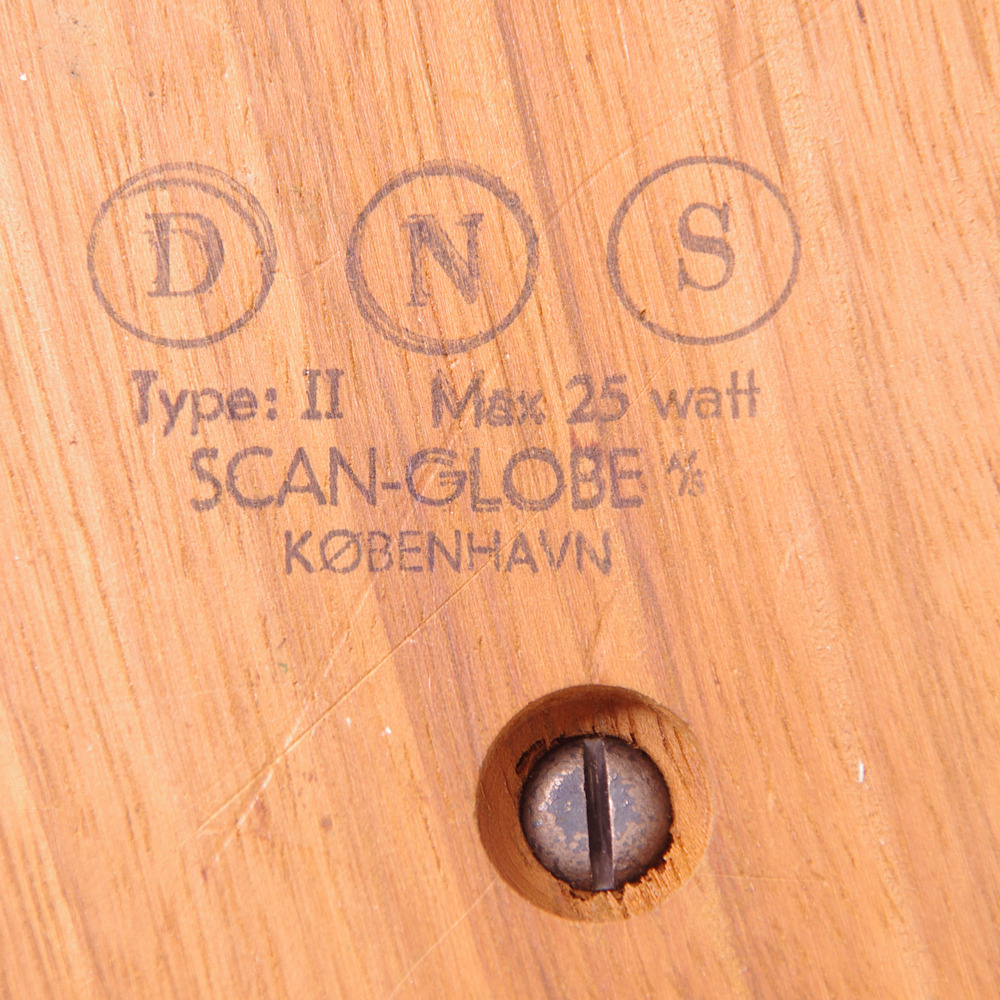 D N S
Type: II Max 25 watt
SCAN-GLOBE A/S
KØBENHAVN